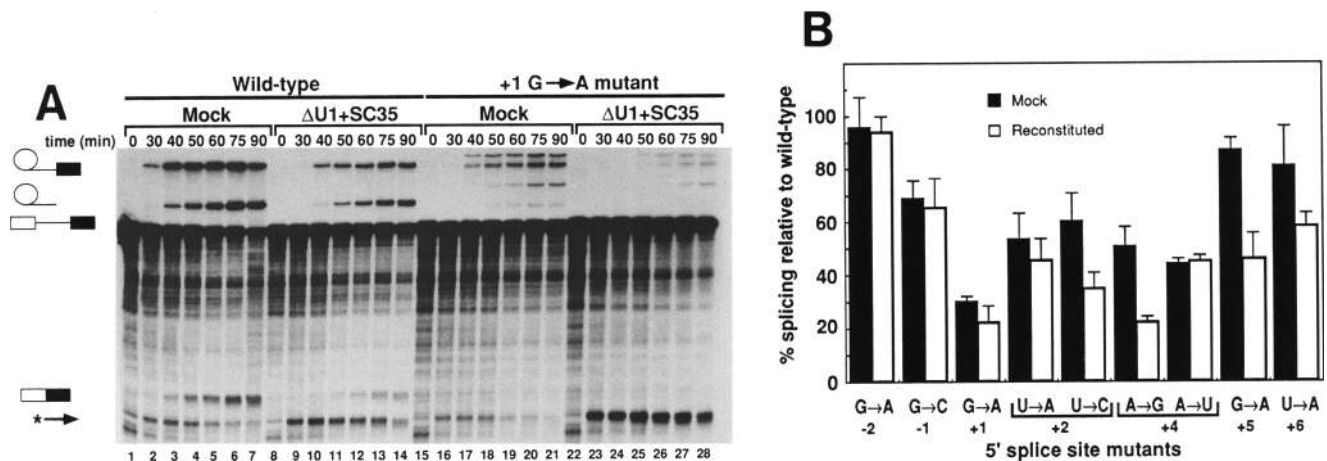 A
Wild-type
+1 G→A mutant
Mock
ΔU1+SC35
Mock
ΔU1+SC35
time (min)
0 30 40 50 60 75 90 0 30 40 50 60 75 90 0 30 40 50 60 75 90 0 30 40 50 60 75 90
*
1 2 3 4 5 6 7 8 9 10 11 12 13 14 15 16 17 18 19 20 21 22 23 24 25 26 27 28
B
% splicing relative to wild-type
100
80
60
40
20
0
Mock
Reconstituted
G→A G→C G→A U→A U→C A→G A→U G→A U→A
-2 -1 +1 +2 +4 +5 +6
5' splice site mutants